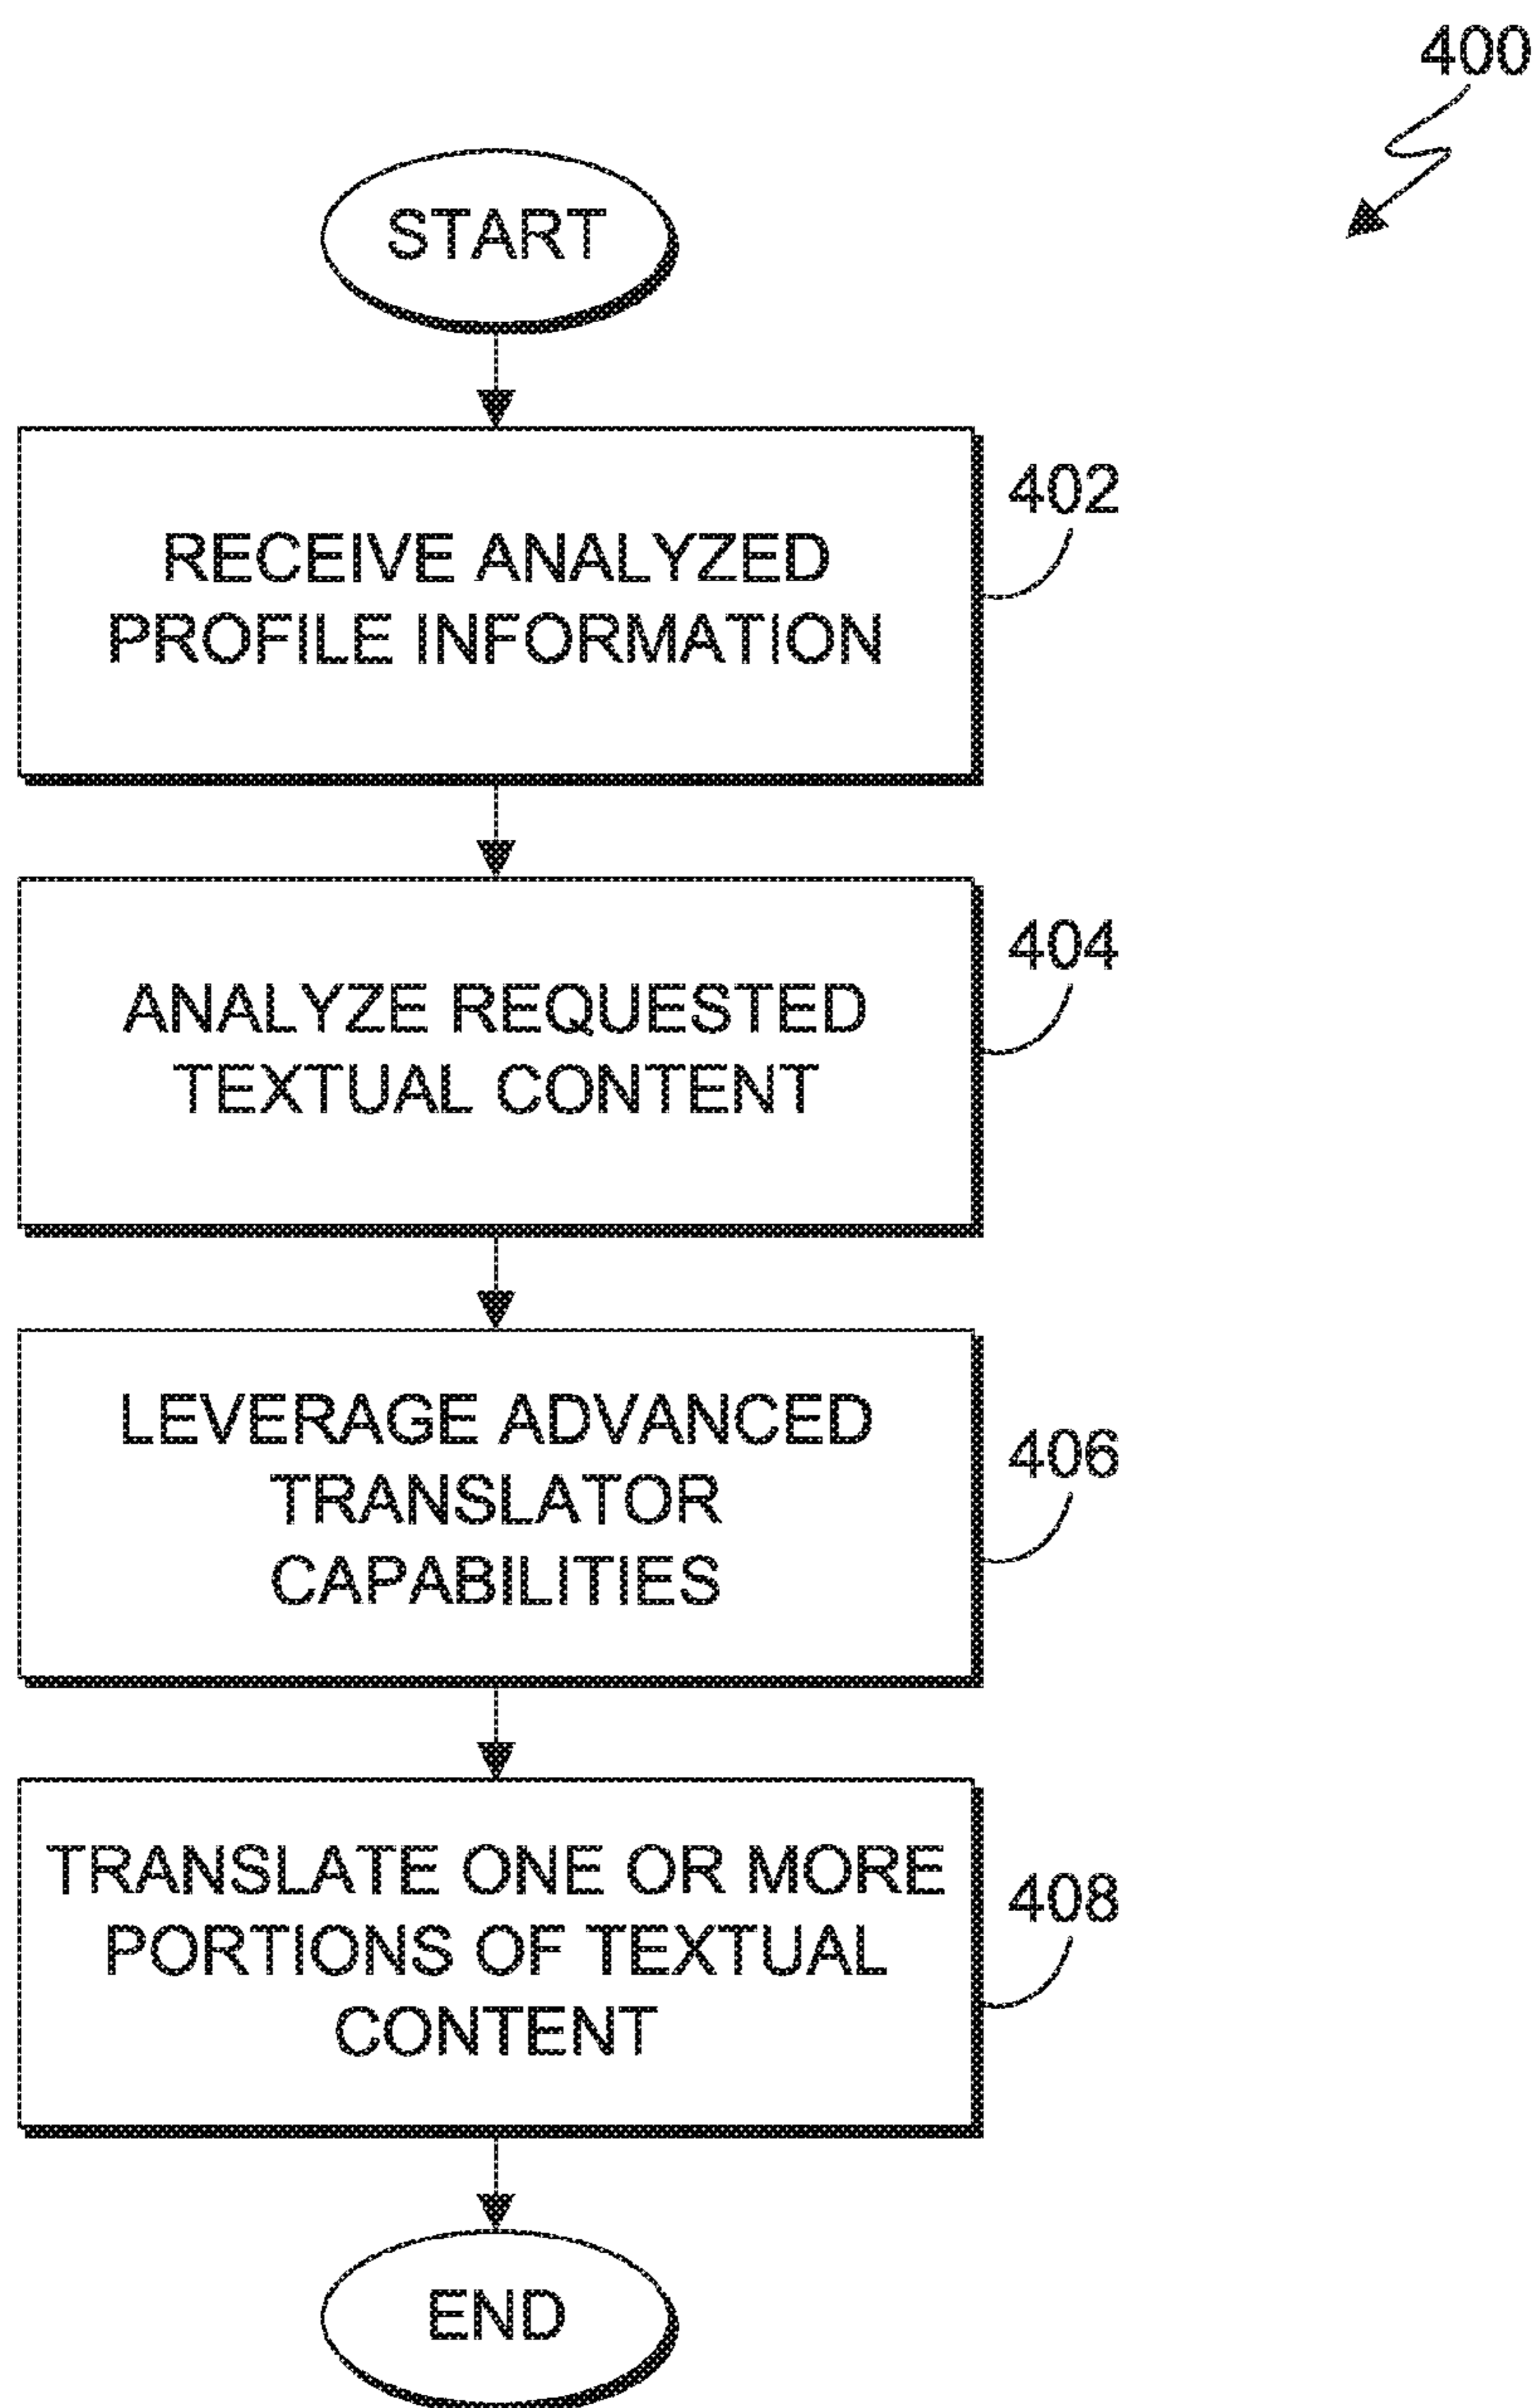 400
START
RECEIVE ANALYZED
PROFILE INFORMATION
402
ANALYZE REQUESTED
TEXTUAL CONTENT
404
LEVERAGE ADVANCED
TRANSLATOR
CAPABILITIES
406
TRANSLATE ONE OR MORE
PORTIONS OF TEXTUAL
CONTENT
408
END